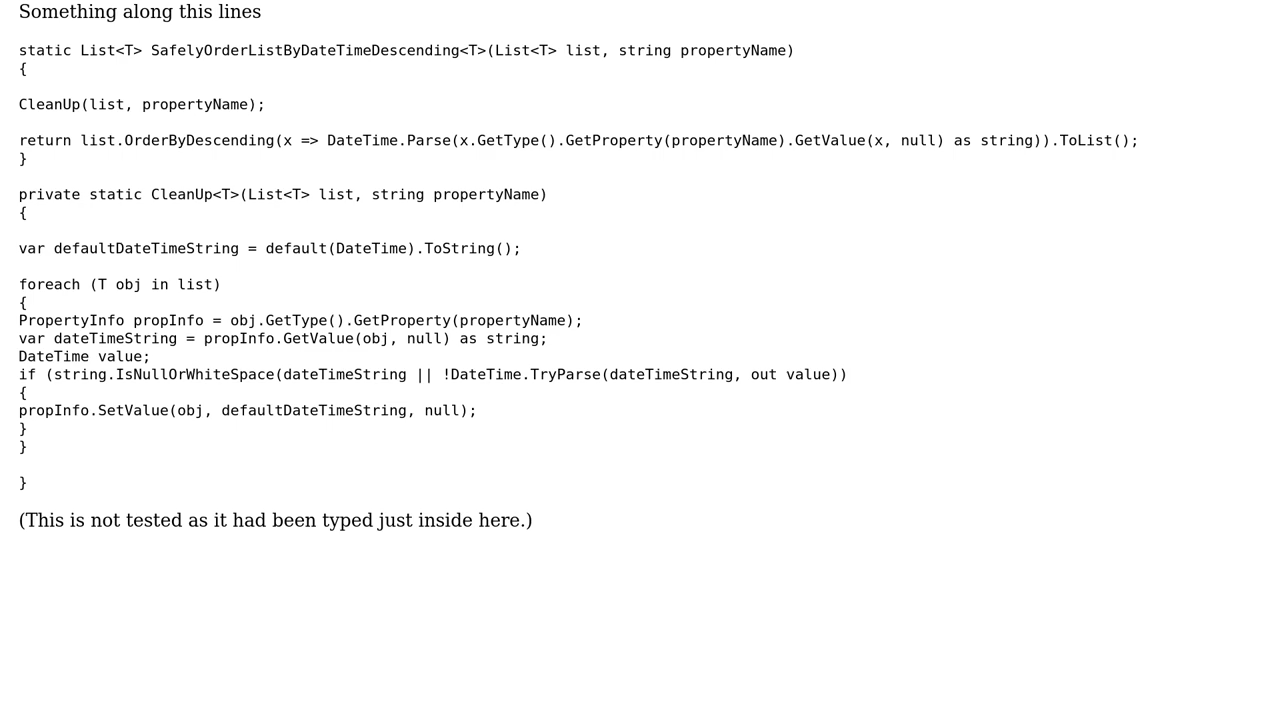 Something along this lines
static List<T> SafelyOrderListByDateTimeDescending<T>(List<T> list, string propertyName)
{
CleanUp(list, propertyName);
return list.OrderByDescending(x => DateTime.Parse(x.GetType().GetProperty(propertyName).GetValue(x, null) as string)).ToList();
}
private static CleanUp<T>(List<T> list, string propertyName)
{
var defaultDateTimeString = default(DateTime).ToString();
foreach (T obj in list)
{
PropertyInfo propInfo = obj.GetType().GetProperty(propertyName);
var dateTimeString = propInfo.GetValue(obj, null) as string;
DateTime value;
if (string.IsNullOrWhiteSpace(dateTimeString || !DateTime.TryParse(dateTimeString, out value))
{
propInfo.SetValue(obj, defaultDateTimeString, null);
}
}
}
(This is not tested as it had been typed just inside here.)